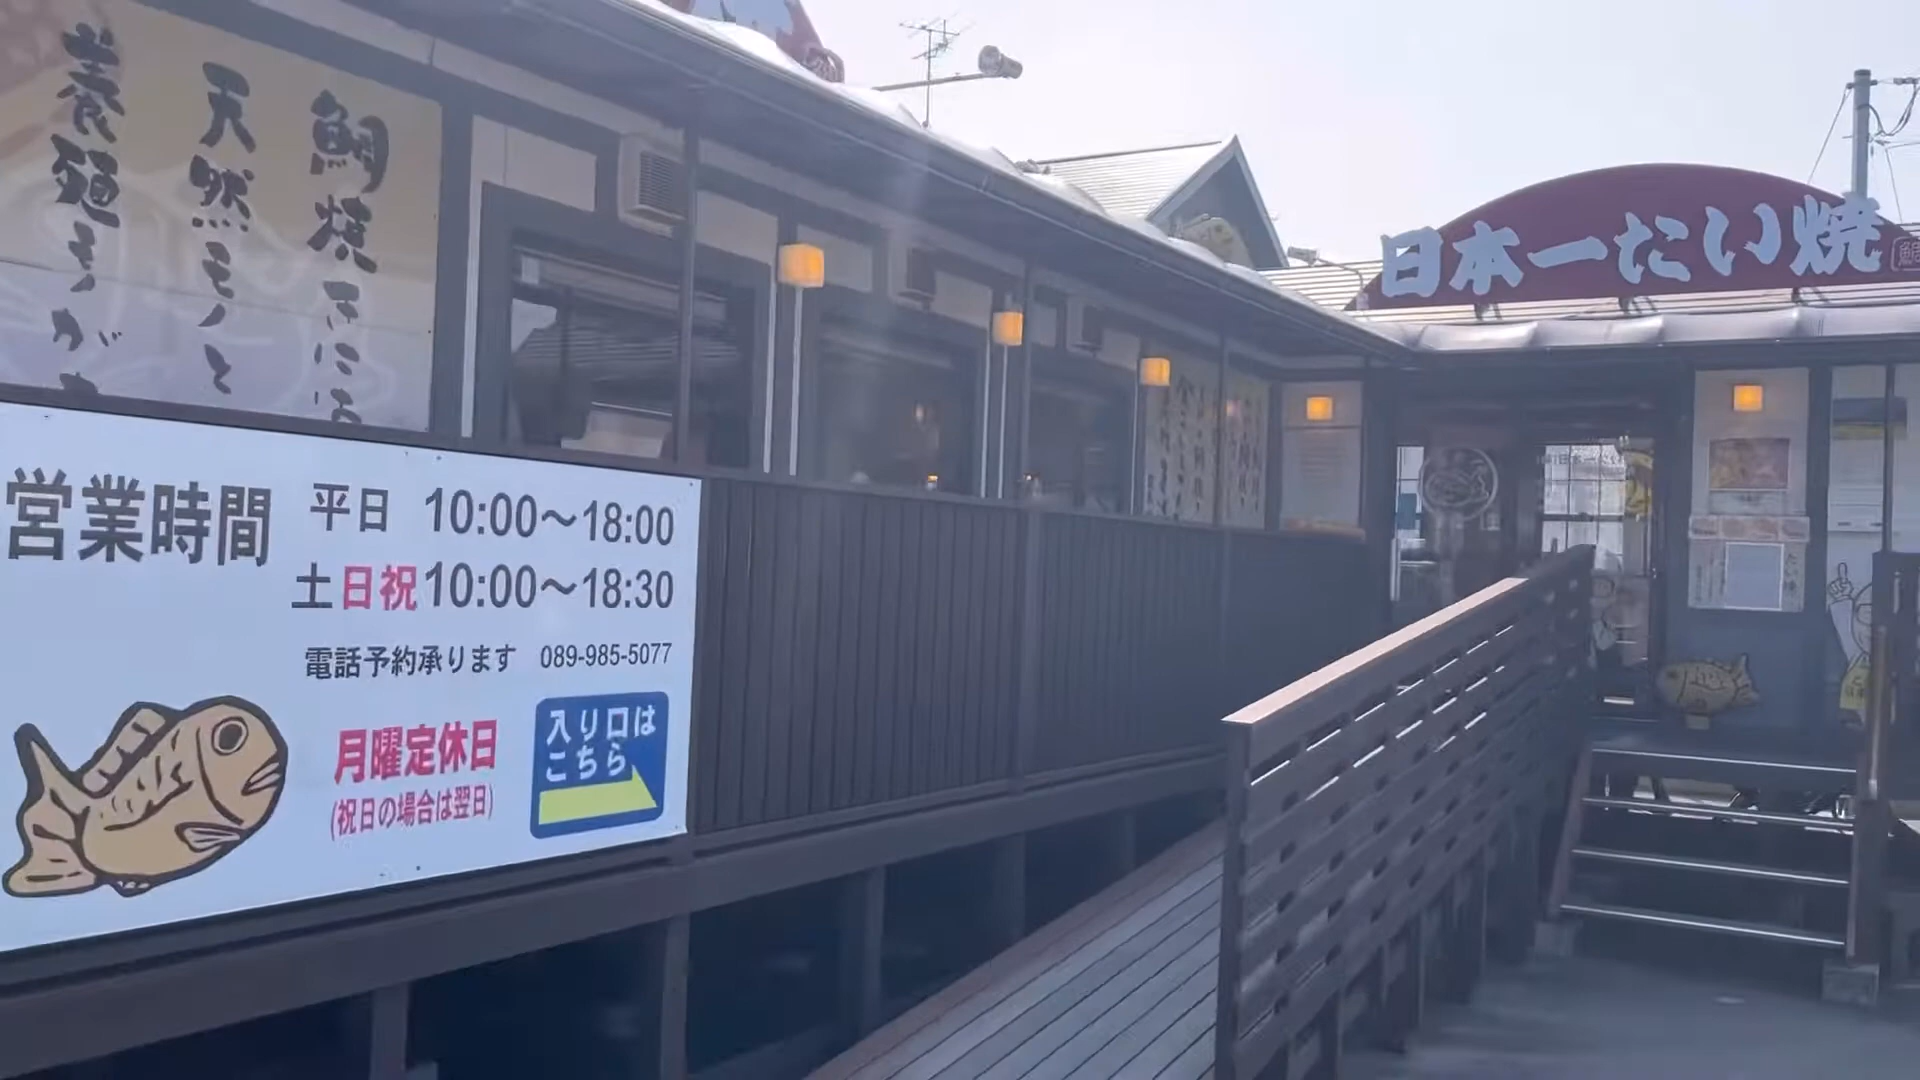 鯛焼きにも
天然モノと
養殖モノが
日本一たい焼
営業時間 平日 10:00～18:00
土日祝 10:00～18:30
電話予約承ります 089-985-5077
月曜定休日
(祝日の場合は翌日)
入り口は
こちら